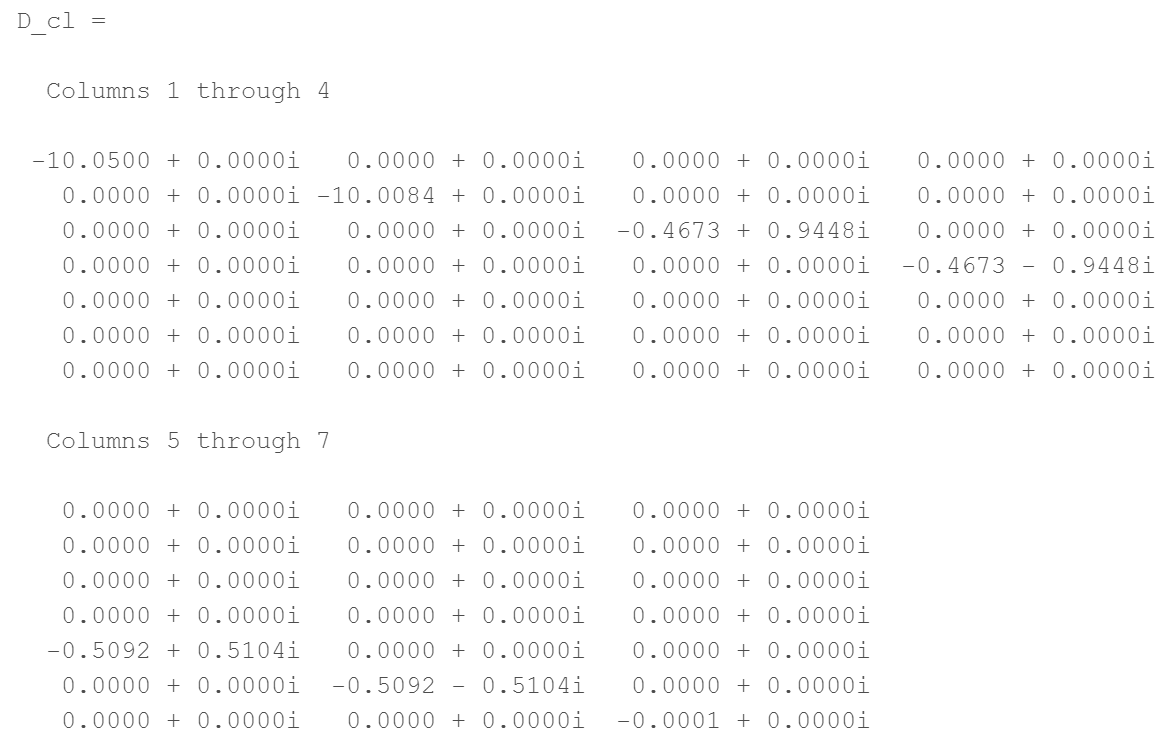 D_cl =
Columns 1 through 4
-10.0500 + 0.0000i   0.0000 + 0.0000i   0.0000 + 0.0000i   0.0000 + 0.0000i
0.0000 + 0.0000i -10.0084 + 0.0000i   0.0000 + 0.0000i   0.0000 + 0.0000i
0.0000 + 0.0000i   0.0000 + 0.0000i  -0.4673 + 0.9448i   0.0000 + 0.0000i
0.0000 + 0.0000i   0.0000 + 0.0000i   0.0000 + 0.0000i  -0.4673 - 0.9448i
0.0000 + 0.0000i   0.0000 + 0.0000i   0.0000 + 0.0000i   0.0000 + 0.0000i
0.0000 + 0.0000i   0.0000 + 0.0000i   0.0000 + 0.0000i   0.0000 + 0.0000i
0.0000 + 0.0000i   0.0000 + 0.0000i   0.0000 + 0.0000i   0.0000 + 0.0000i
Columns 5 through 7
0.0000 + 0.0000i   0.0000 + 0.0000i   0.0000 + 0.0000i
0.0000 + 0.0000i   0.0000 + 0.0000i   0.0000 + 0.0000i
0.0000 + 0.0000i   0.0000 + 0.0000i   0.0000 + 0.0000i
0.0000 + 0.0000i   0.0000 + 0.0000i   0.0000 + 0.0000i
-0.5092 + 0.5104i   0.0000 + 0.0000i   0.0000 + 0.0000i
0.0000 + 0.0000i  -0.5092 - 0.5104i   0.0000 + 0.0000i
0.0000 + 0.0000i   0.0000 + 0.0000i  -0.0001 + 0.0000i